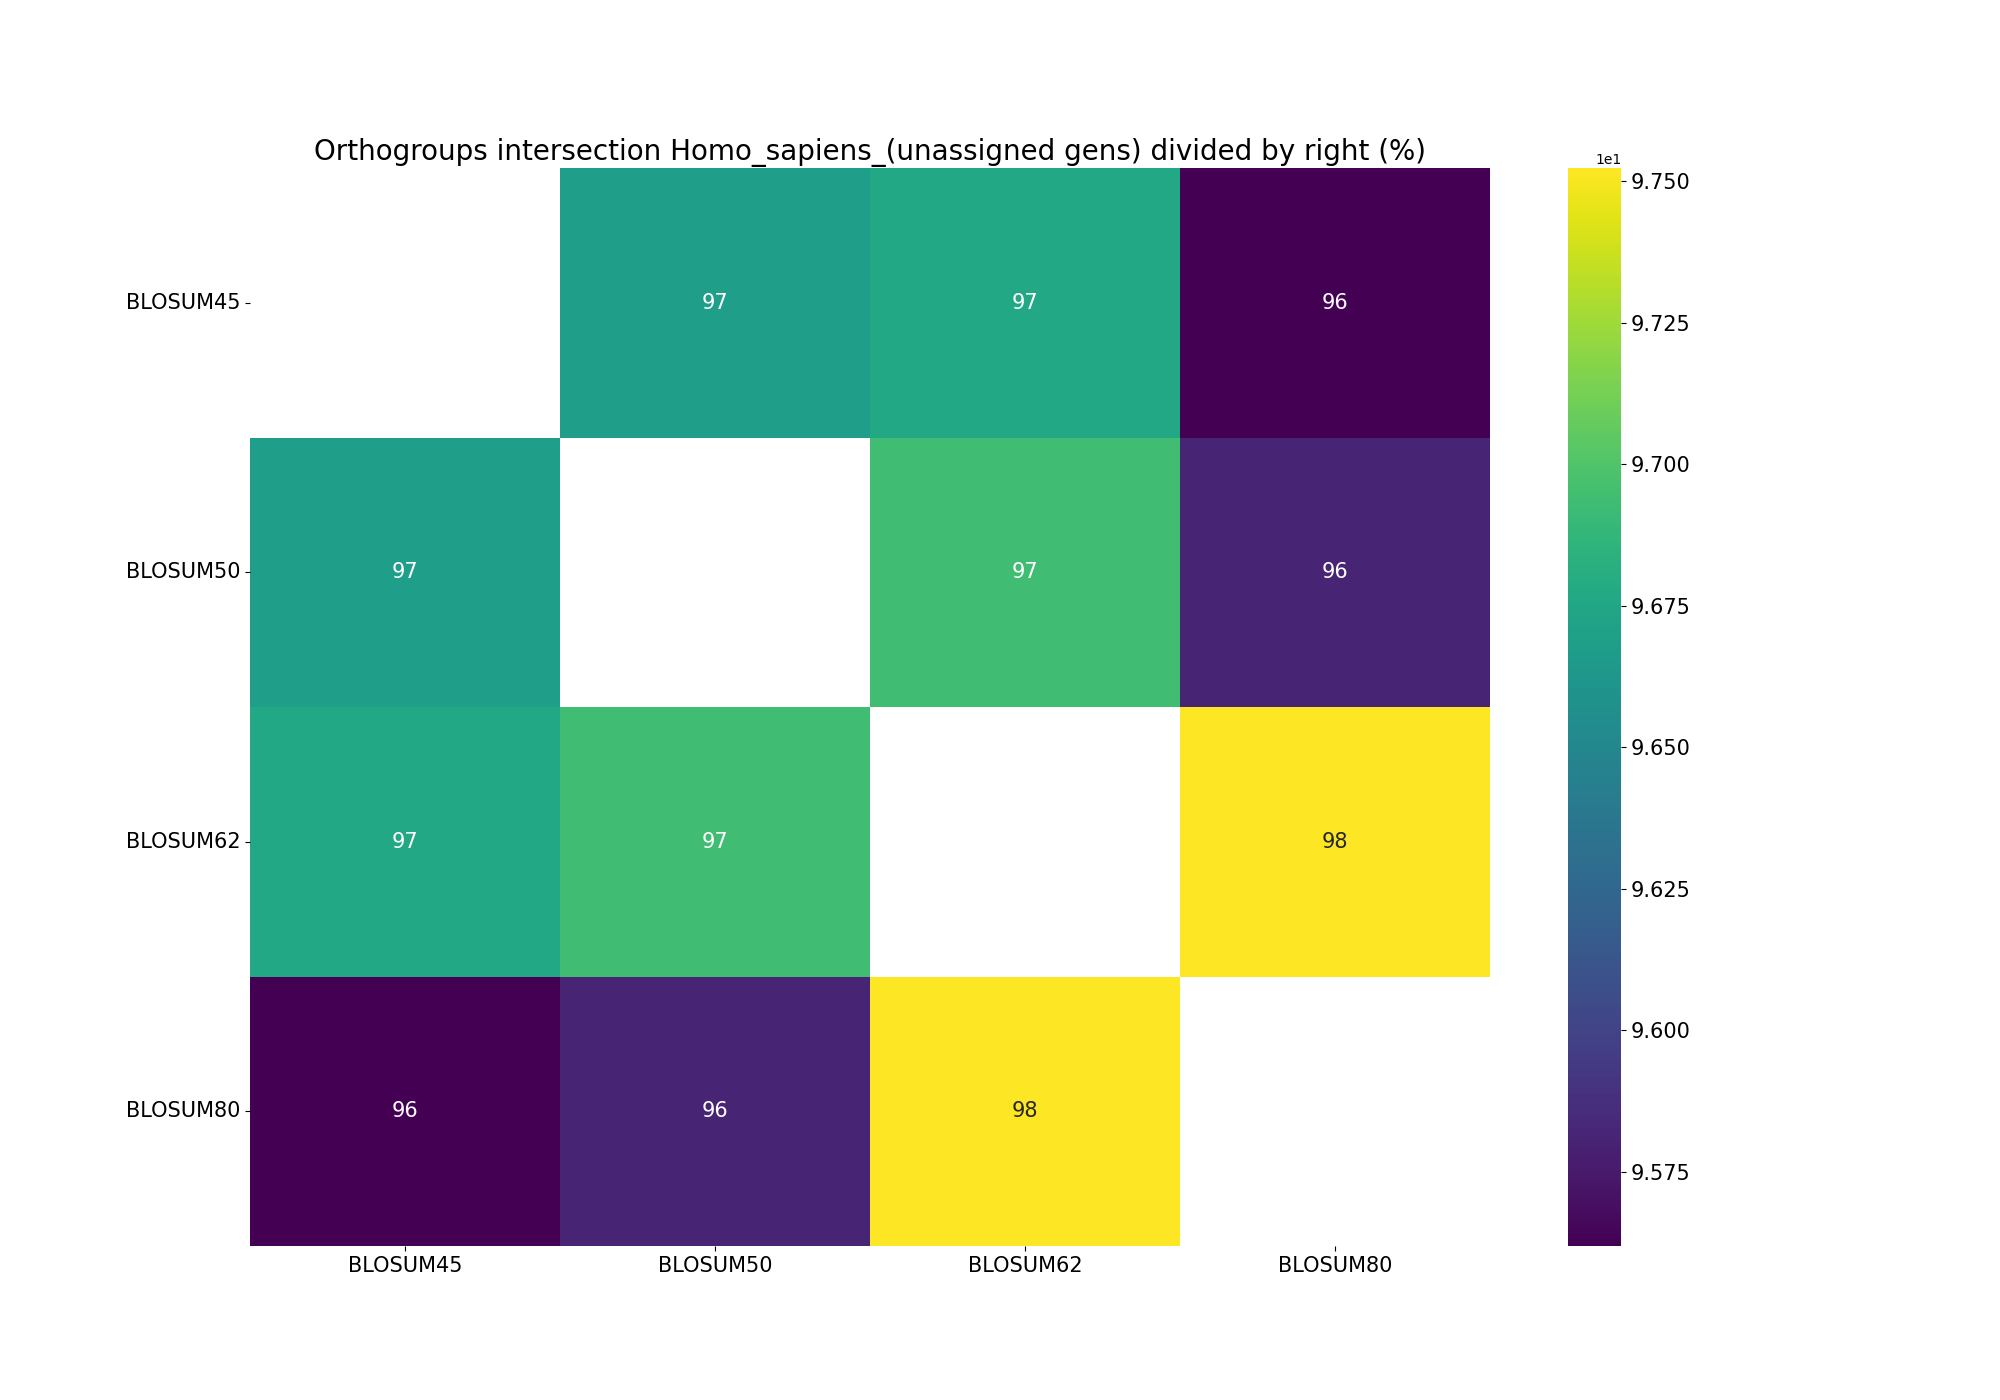 Orthogroups intersection Homo_sapiens_(unassigned gens) divided by right (%)
1e1
BLOSUM45 97 97 96
BLOSUM50 97 97 96
BLOSUM62 97 97 98
BLOSUM80 96 96 98
BLOSUM45 BLOSUM50 BLOSUM62 BLOSUM80
9.750
9.725
9.700
9.675
9.650
9.625
9.600
9.575